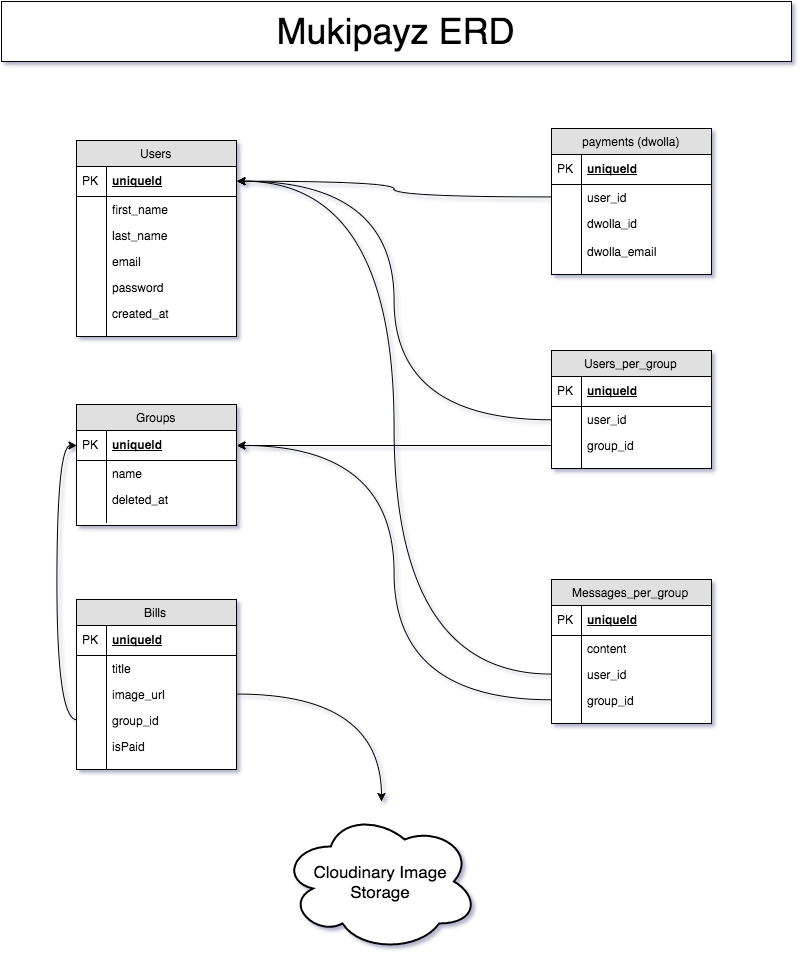 Mukipayz ERD
Users
PK uniqueId
first_name
last_name
email
password
created_at
payments (dwolla)
PK uniqueId
user_id
dwolla_id
dwolla_email
Users_per_group
PK uniqueId
user_id
group_id
Groups
PK uniqueId
name
deleted_at
Bills
PK uniqueId
title
image_url
group_id
isPaid
Messages_per_group
PK uniqueId
content
user_id
group_id
Cloudinary Image
Storage